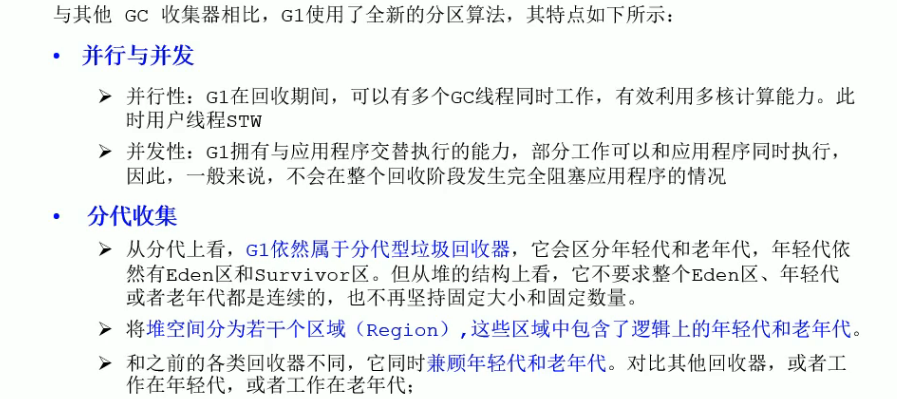 与其他 GC 收集器相比，G1使用了全新的分区算法，其特点如下所示：
• 并行与并发
➢ 并行性：G1在回收期间，可以有多个GC线程同时工作，有效利用多核计算能力。此
时用户线程STW
➢ 并发性：G1拥有与应用程序交替执行的能力，部分工作可以和应用程序同时执行，
因此，一般来说，不会在整个回收阶段发生完全阻塞应用程序的情况
• 分代收集
➢ 从分代上看，G1依然属于分代型垃圾回收器，它会区分年轻代和老年代，年轻代依
然有Eden区和Survivor区。但从堆的结构上看，它不要求整个Eden区、年轻代
或者老年代都是连续的，也不再坚持固定大小和固定数量。
➢ 将堆空间分为若干个区域（Region）,这些区域中包含了逻辑上的年轻代和老年代。
➢ 和之前的各类回收器不同，它同时兼顾年轻代和老年代。对比其他回收器，或者工
作在年轻代，或者工作在老年代；